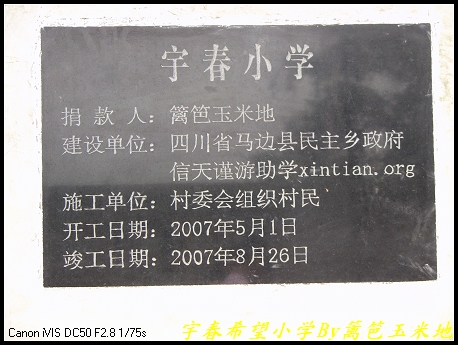 宇春小学
捐款人：篱笆玉米地
建设单位：四川省马边县民主乡政府
信天谨游助学xintian.org
施工单位：村委会组织村民
开工日期：2007年5月1日
竣工日期：2007年8月26日
Canon IVIS DC50 F2.8 1/75s
宇春希望小学By篱笆玉米地